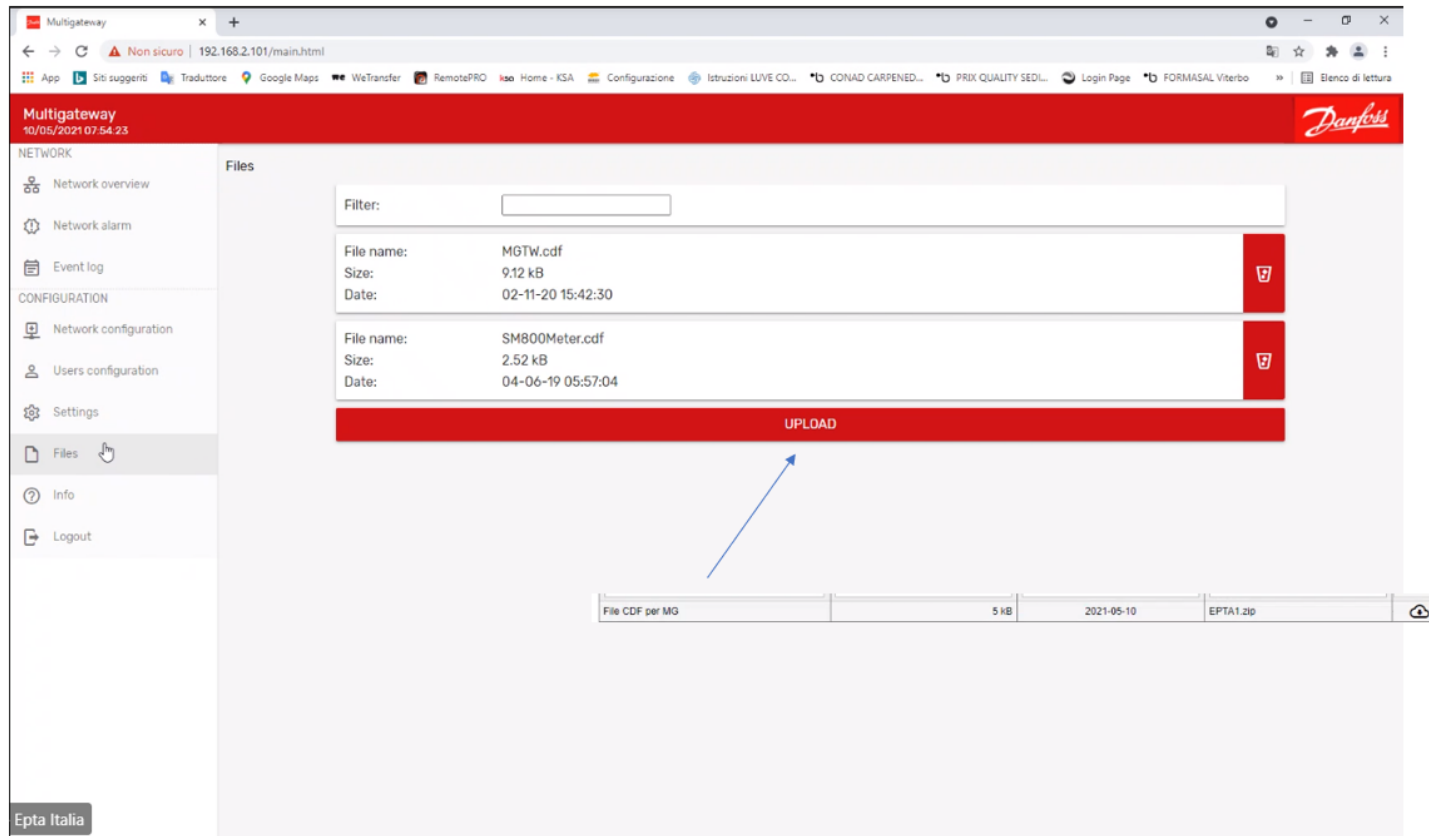 Multigateway
Non sicuro | 192.168.2.101/main.html
App Siti suggeriti Traduttore Google Maps we WeTransfer RemotePRO kso Home - KSA Configurazione Istruzioni LUVE CO... CONAD CARPENED... PRIX QUALITY SEDI... Login Page FORMASAL Viterbo » Elenco di lettura
Multigateway
10/05/2021 07:54:23
Danfoss
NETWORK
Network overview
Network alarm
Event log
CONFIGURATION
Network configuration
Users configuration
Settings
Files
Info
Logout
Files
Filter:
File name: MGTW.cdf
Size: 9.12 kB
Date: 02-11-20 15:42:30
File name: SM800Meter.cdf
Size: 2.52 kB
Date: 04-06-19 05:57:04
UPLOAD
File CDF per MG 5 kB 2021-05-10 EPTA1.zip
Epta Italia